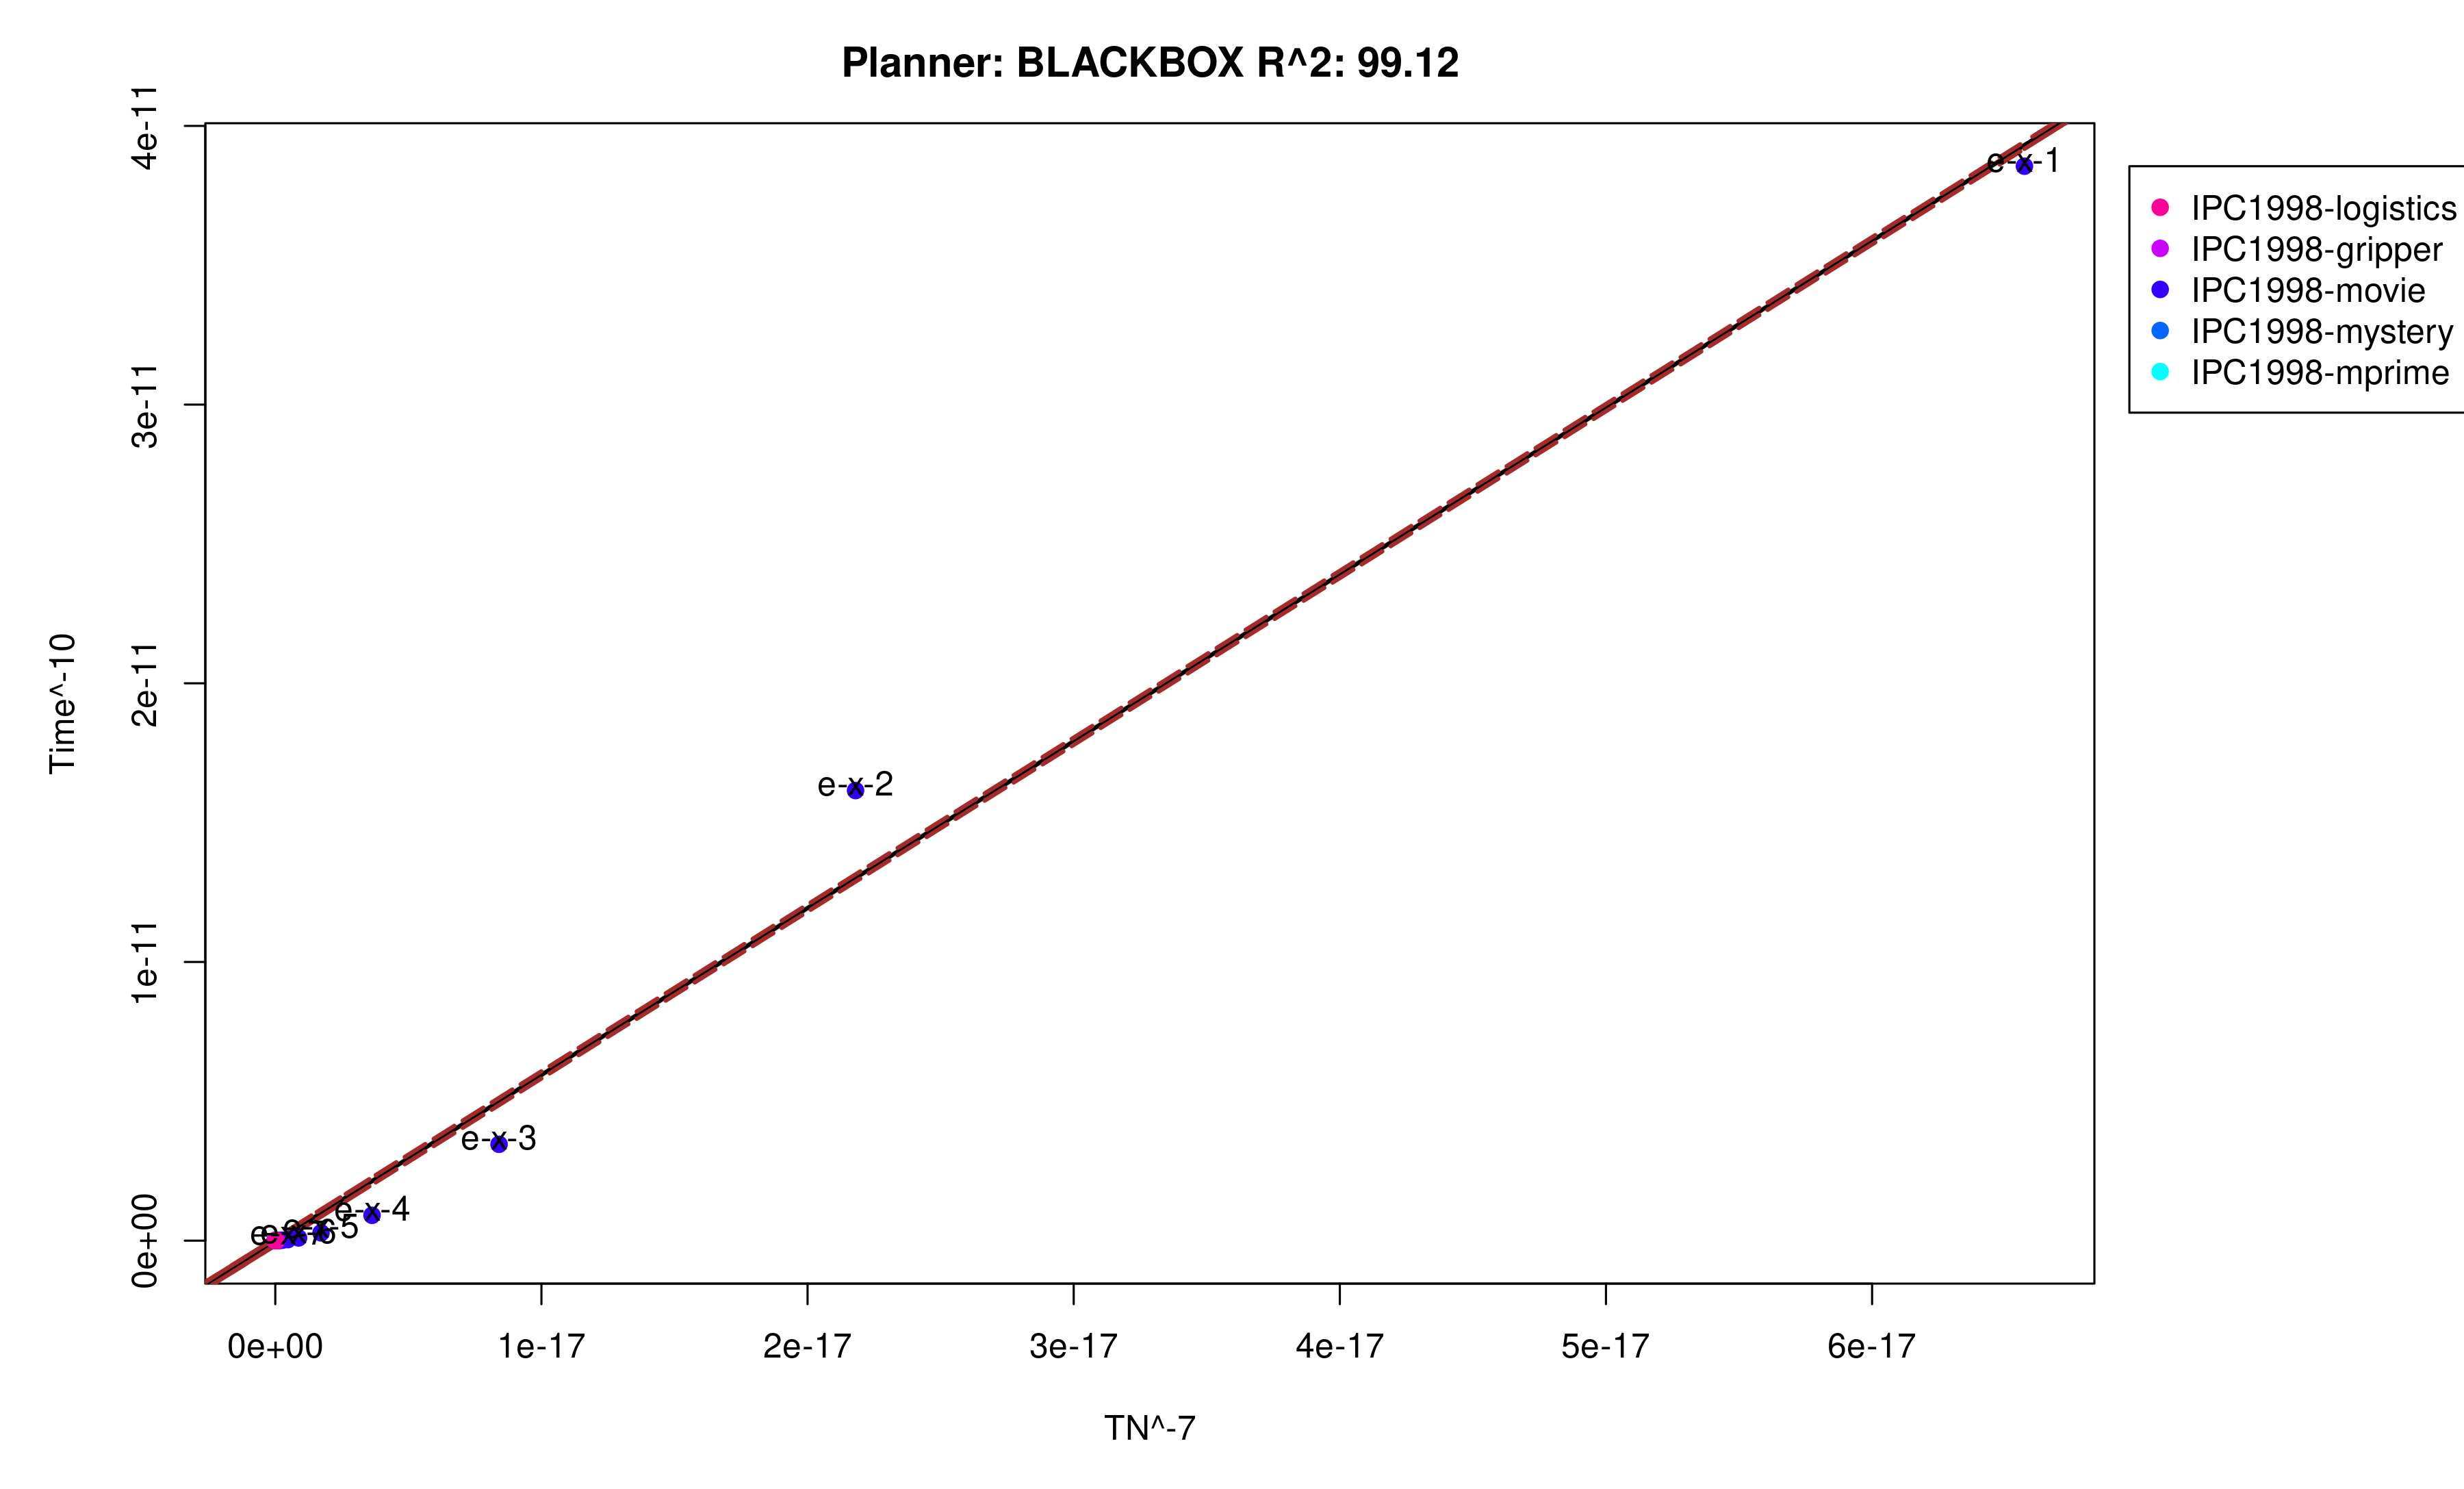 Planner: BLACKBOX R^2: 99.12
4e-11
3e-11
2e-11
1e-11
0e+00
Time^-10
e-x-1
e-x-2
e-x-3
e-x-4
0e+00
1e-17
2e-17
3e-17
4e-17
5e-17
6e-17
TN^-7
IPC1998-logistics
IPC1998-gripper
IPC1998-movie
IPC1998-mystery
IPC1998-mprime